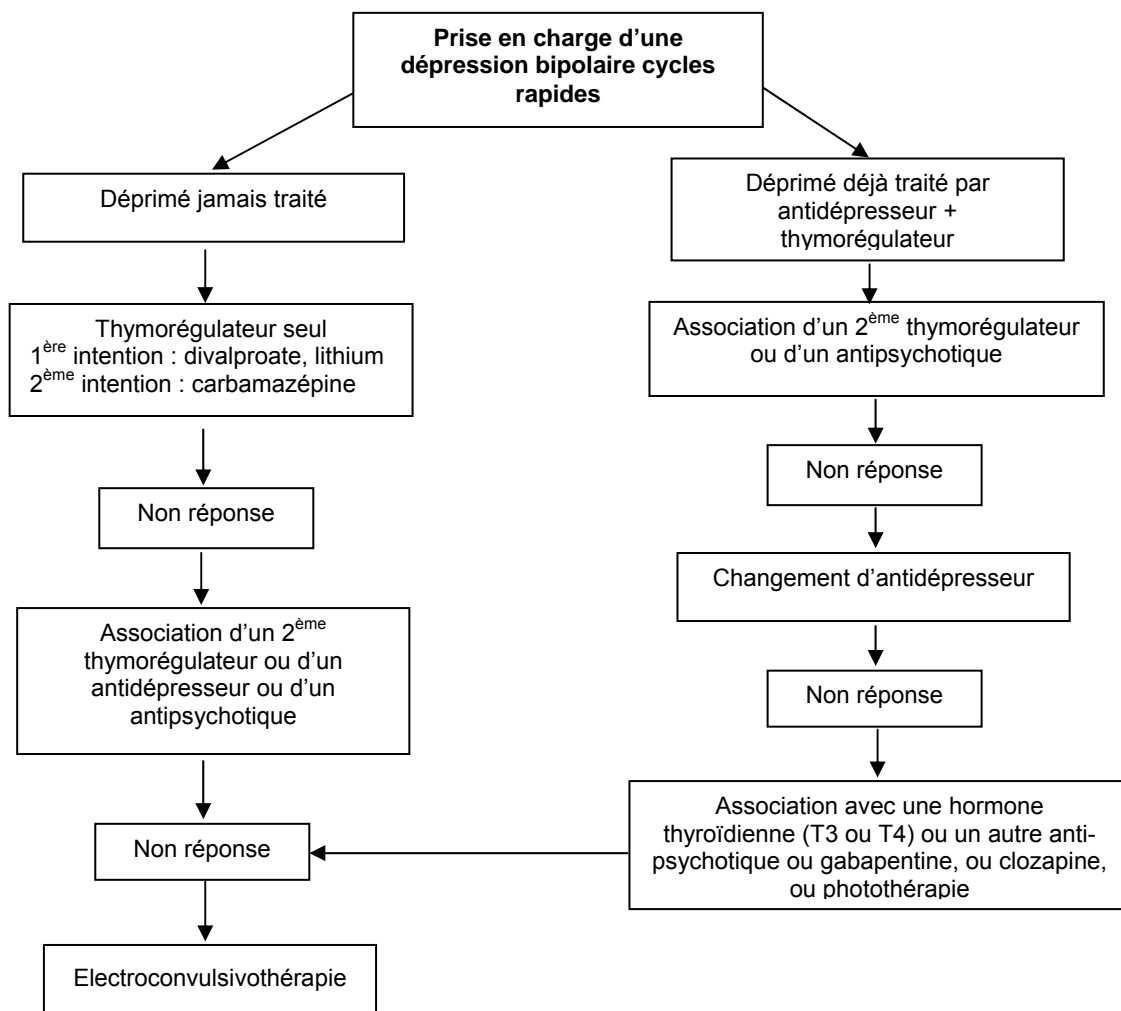 Prise en charge d’une
dépression bipolaire cycles
rapides
Déprimé jamais traité
Déprimé déjà traité par
antidépresseur +
thymorégulateur
Thymorégulateur seul
1ère intention : divalproate, lithium
2ème intention : carbamazépine
Association d’un 2ème thymorégulateur
ou d’un antipsychotique
Non réponse
Non réponse
Changement d’antidépresseur
Association d’un 2ème
thymorégulateur ou d’un
antidépresseur ou d’un
antipsychotique
Non réponse
Association avec une hormone
thyroïdienne (T3 ou T4) ou un autre anti-
psychotique ou gabapentine, ou clozapine,
ou photothérapie
Non réponse
Electroconvulsivothérapie